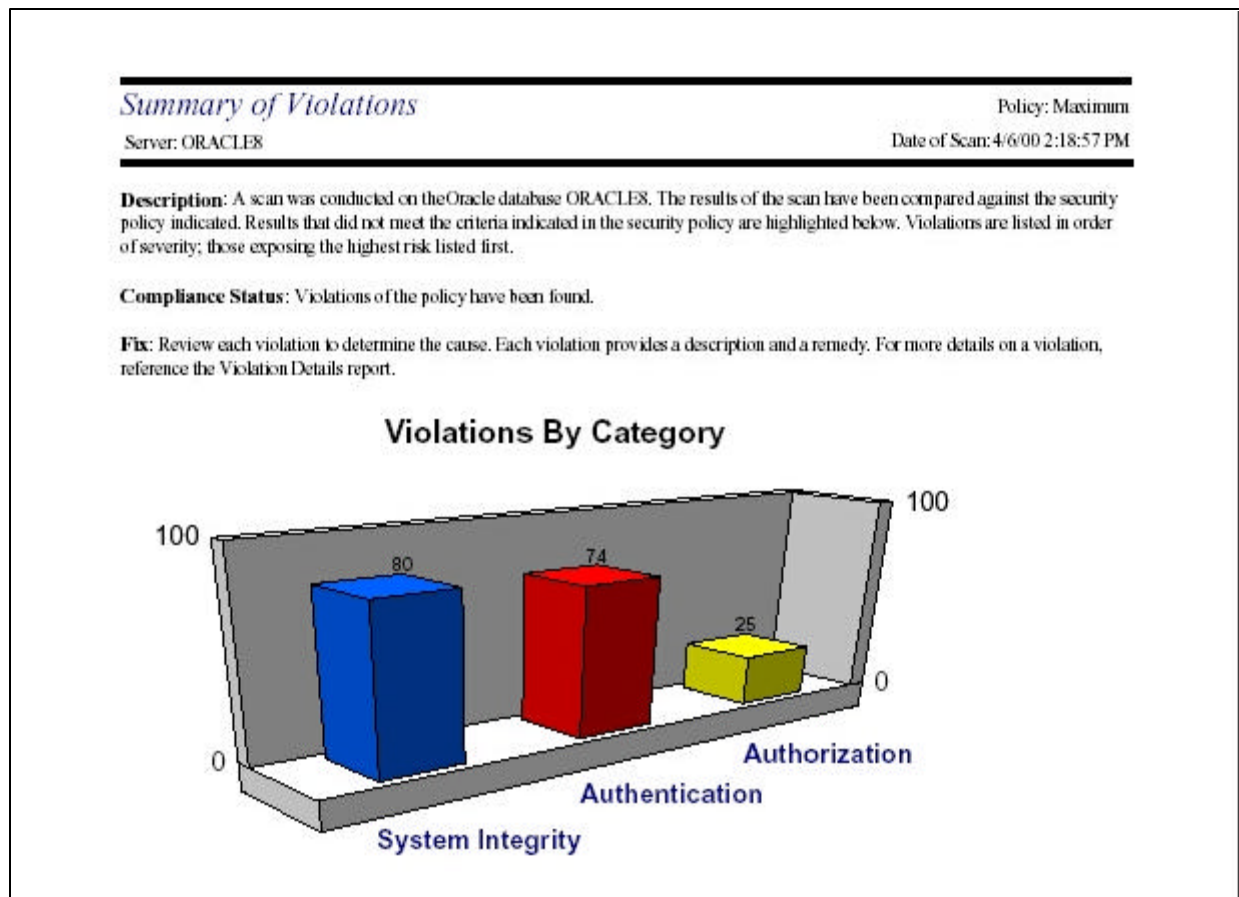 Summary of Violations
Policy: Maximum
Server: ORACLE8
Date of Scan: 4/6/00 2:18:57 PM
Description: A scan was conducted on the Oracle database ORACLE8. The results of the scan have been compared against the security
policy indicated. Results that did not meet the criteria indicated in the security policy are highlighted below. Violations are listed in order
of severity; those exposing the highest risk listed first.
Compliance Status: Violations of the policy have been found.
Fix: Review each violation to determine the cause. Each violation provides a description and a remedy. For more details on a violation,
reference the Violation Details report.
Violations By Category
100
100
80
74
25
0
0
Authorization
Authentication
System Integrity